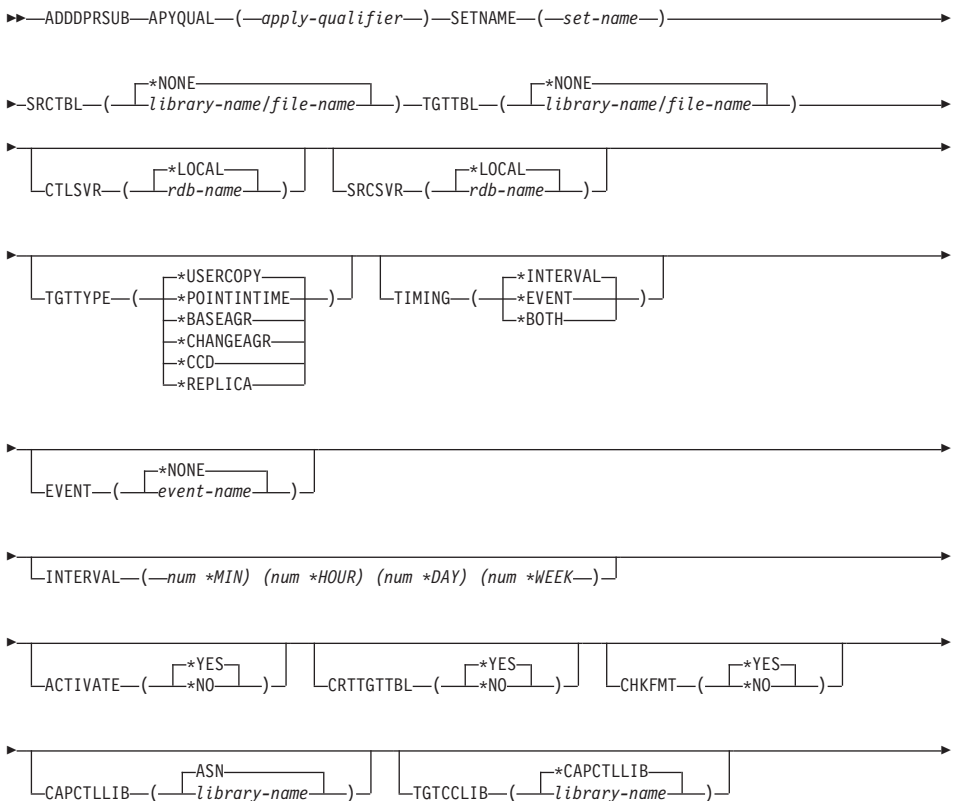 ADDDPRSUB APYQUAL ( apply-qualifier ) SETNAME ( set-name )
*NONE *NONE
SRCTBL ( library-name/file-name ) TGTTBL ( library-name/file-name )
*LOCAL *LOCAL
CTLSVR ( rdb-name ) SRCSVR ( rdb-name )
*USERCOPY *INTERVAL
TGTTYPE ( *POINTINTIME ) TIMING ( *EVENT )
*BASEAGR *BOTH
*CHANGEAGR
*CCD
*REPLICA
*NONE
EVENT ( event-name )
INTERVAL ( num *MIN) (num *HOUR) (num *DAY) (num *WEEK )
*YES *YES *YES
ACTIVATE ( *NO ) CRTTGTTBL ( *NO ) CHKFMT ( *NO )
ASN *CAPCTLLIB
CAPCTLLIB ( library-name ) TGTCCLIB ( library-name )